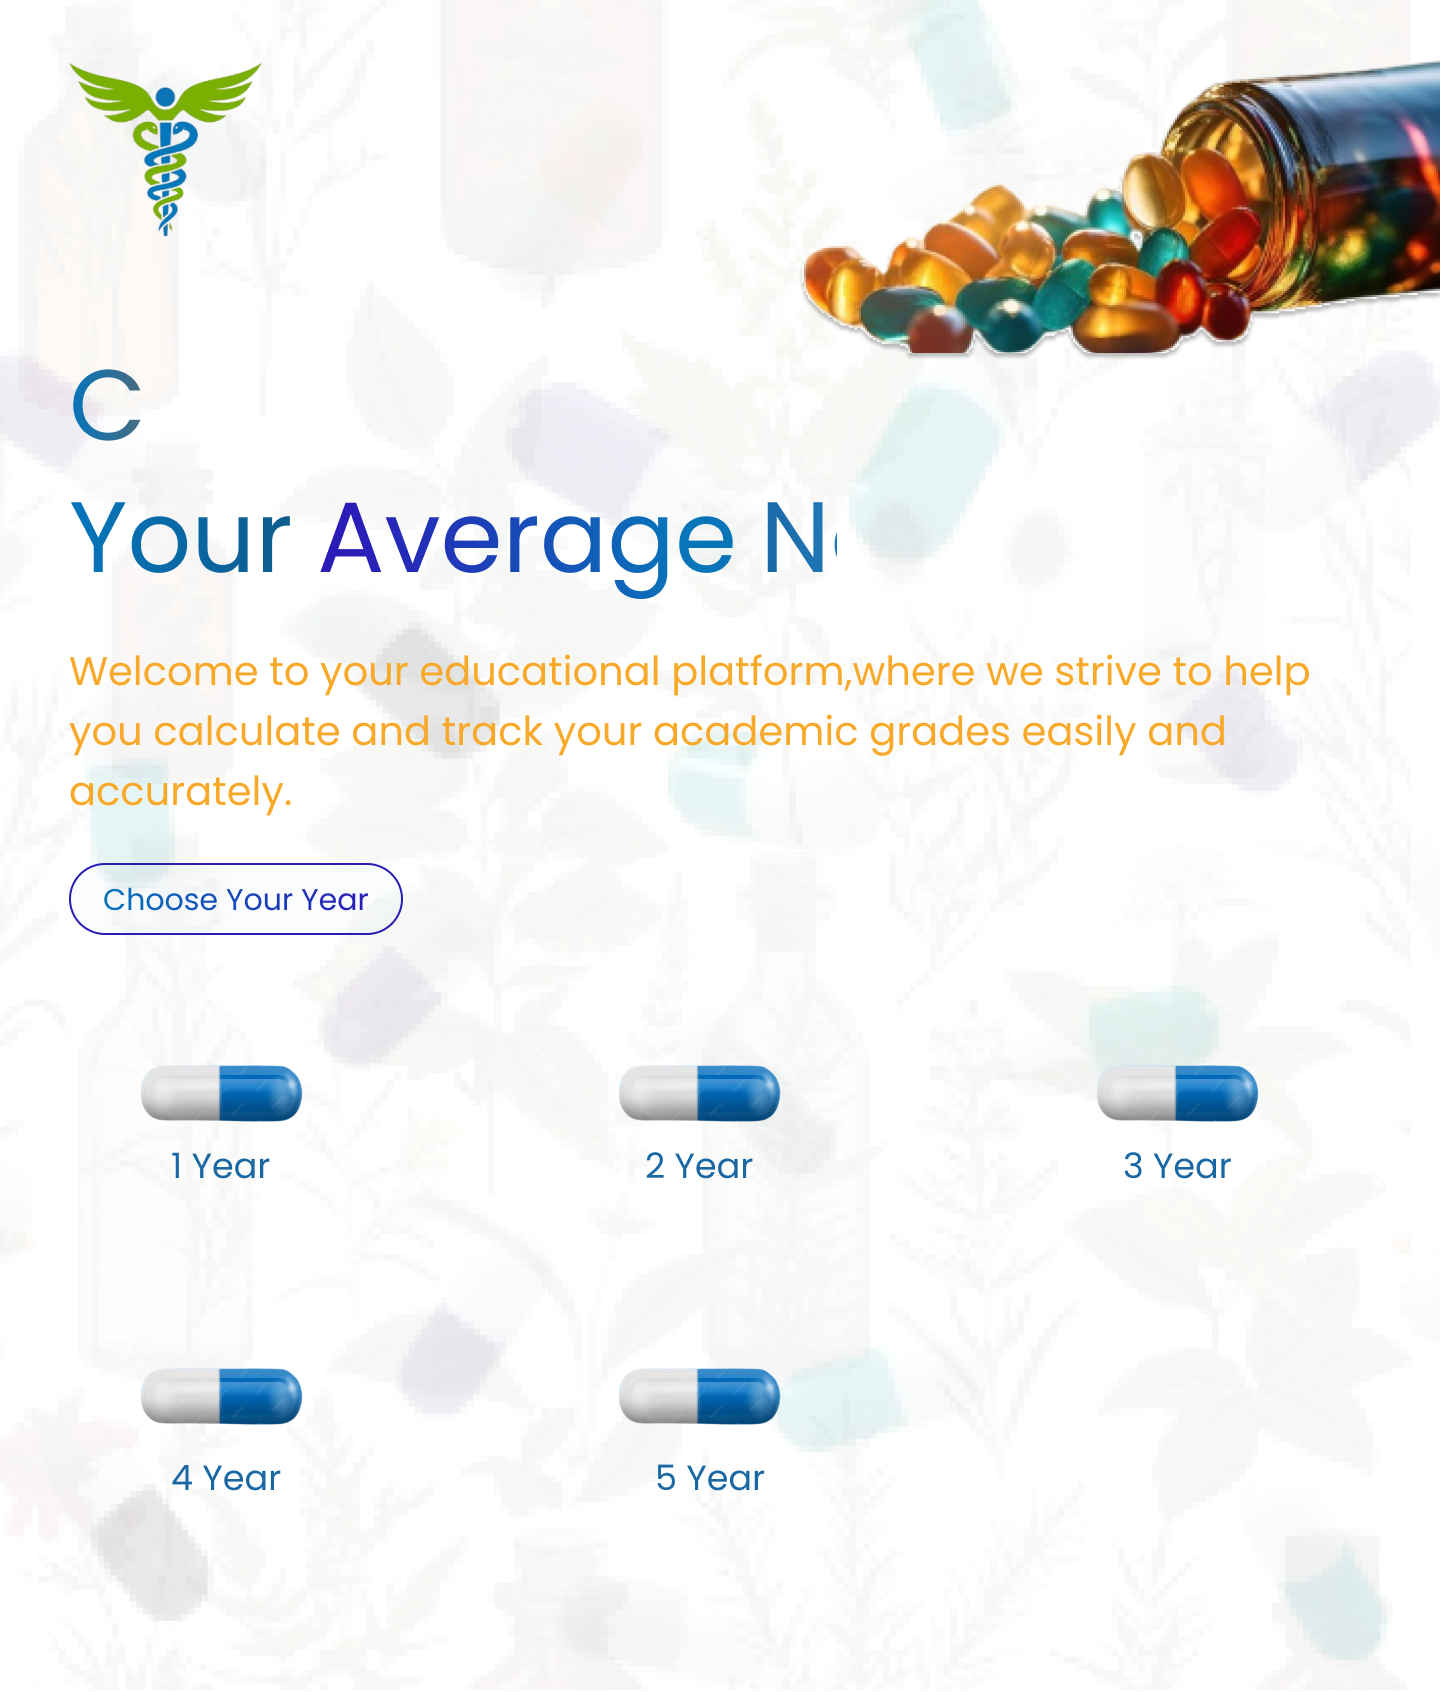 C
Your Average N
Welcome to your educational platform,where we strive to help
you calculate and track your academic grades easily and
accurately.
Choose Your Year
1 Year
2 Year
3 Year
4 Year
5 Year